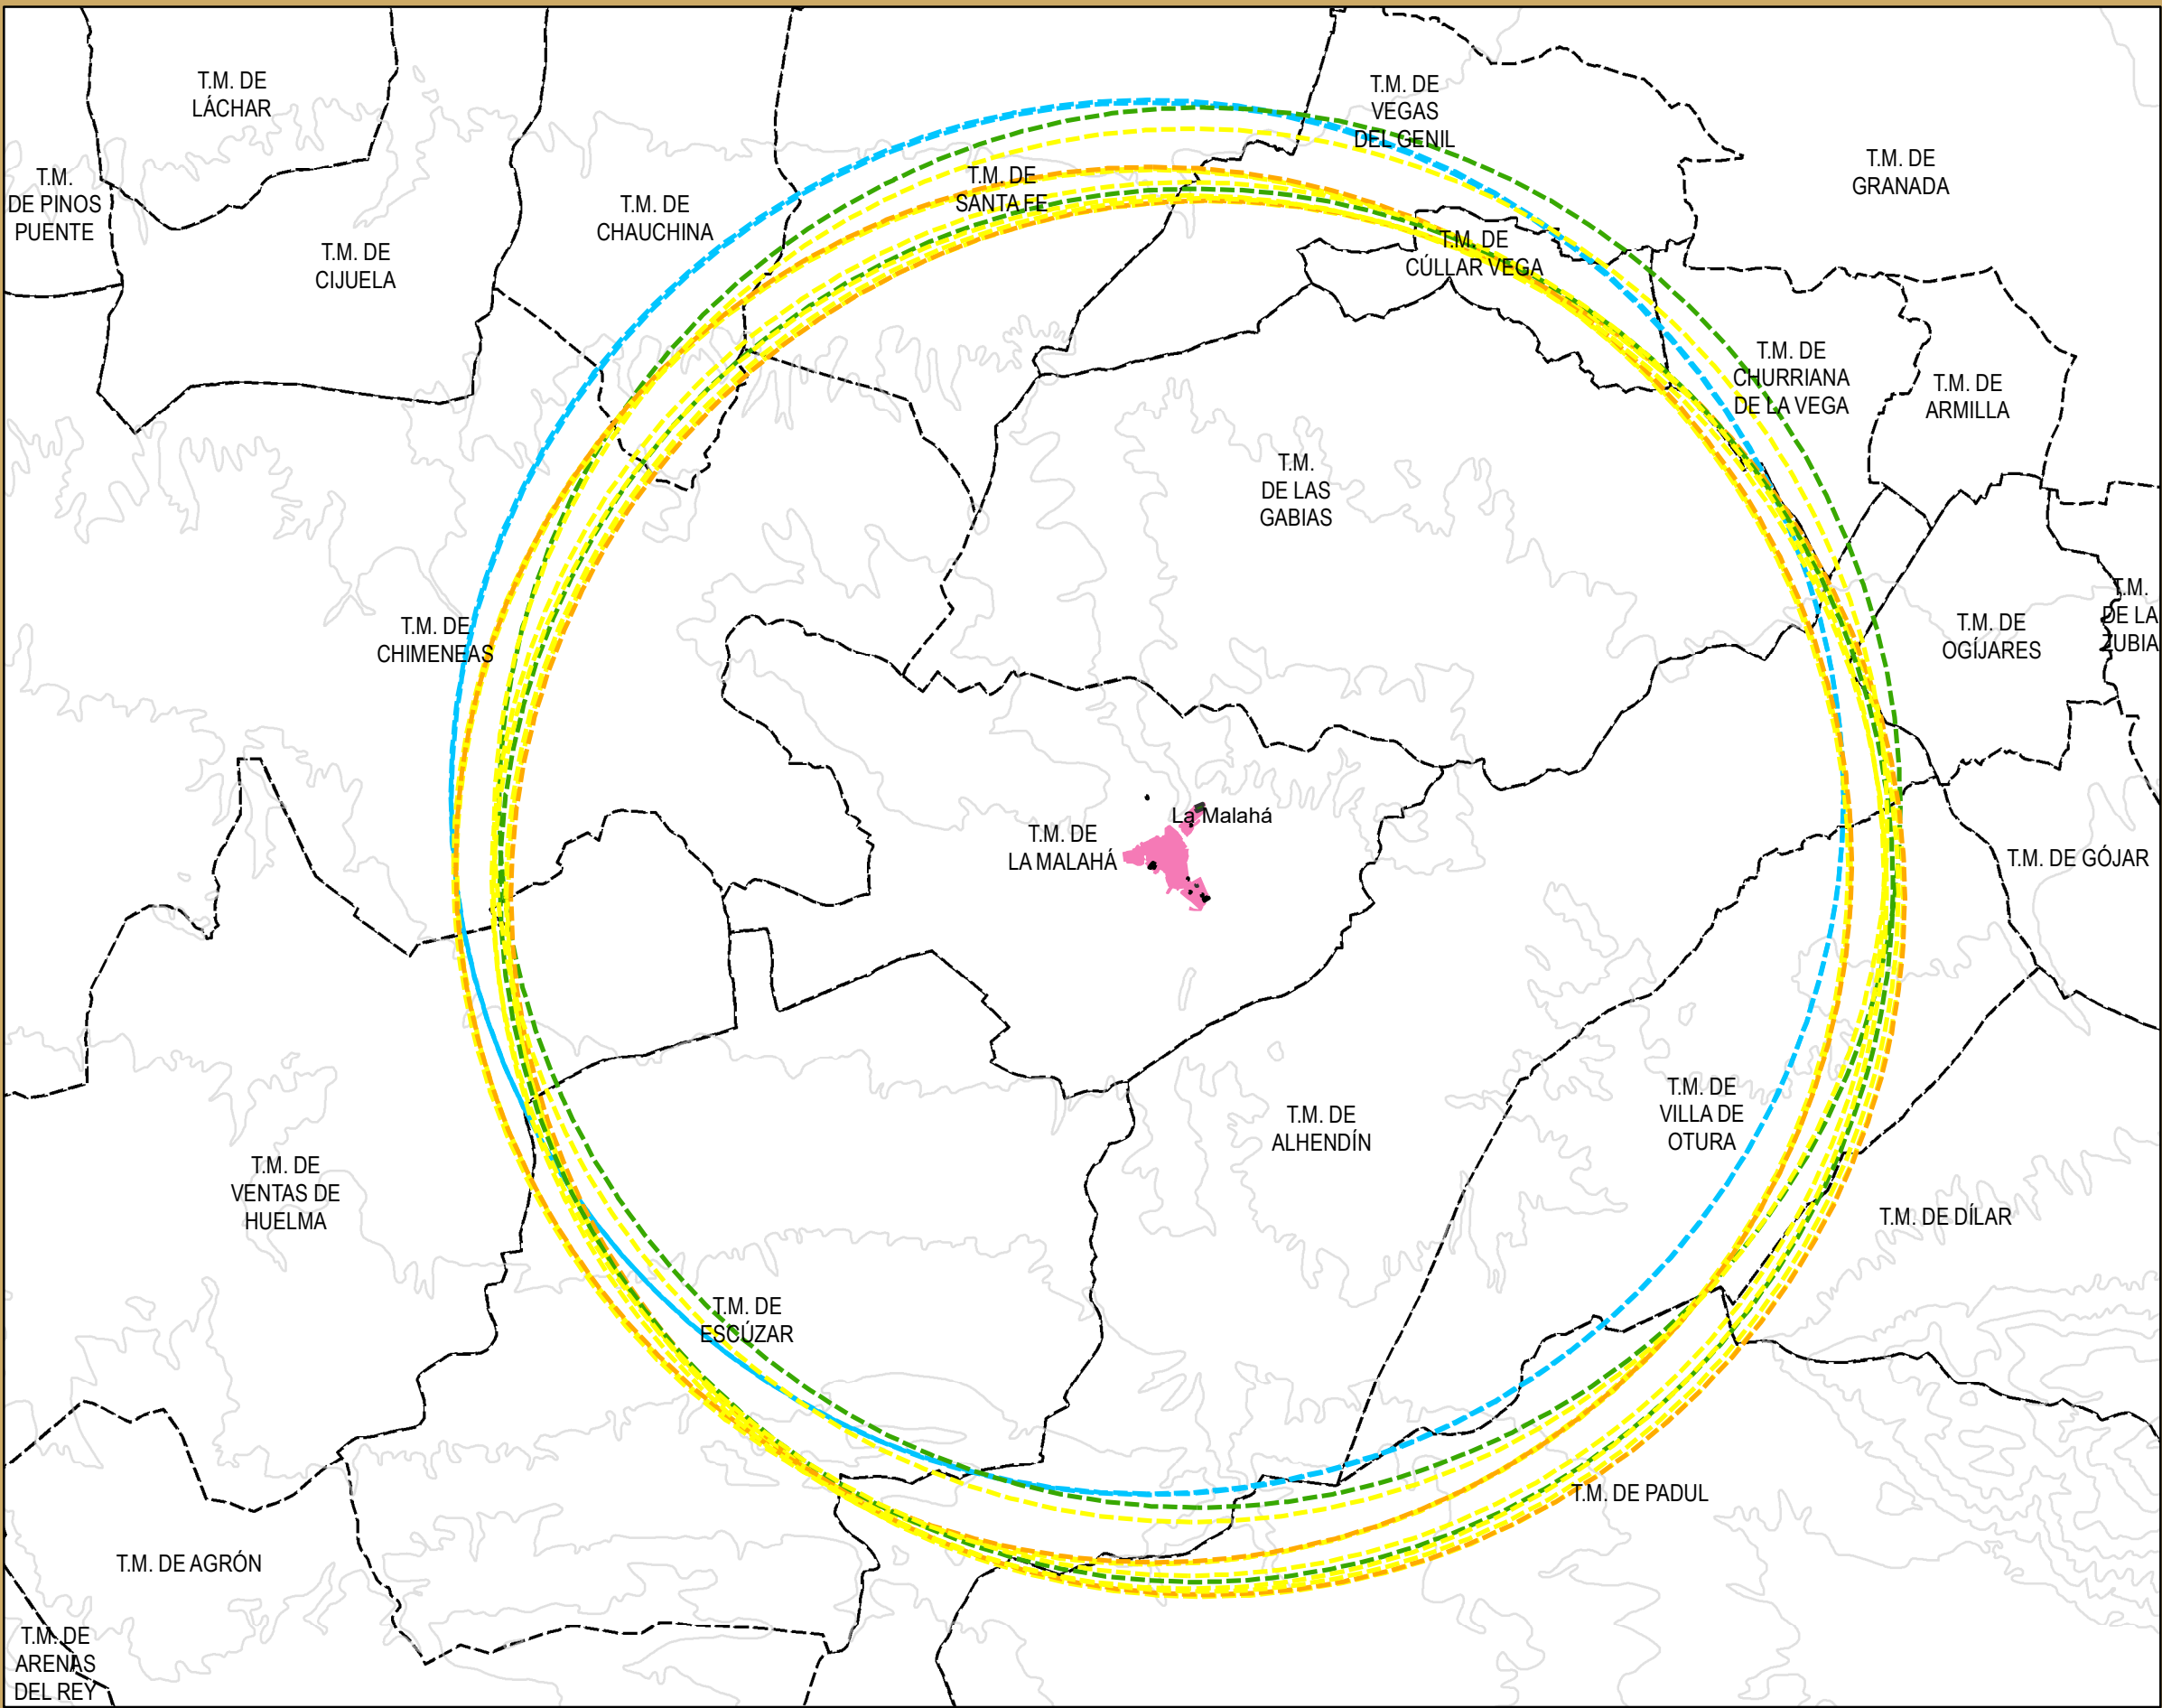 T.M. DE
LÁCHAR
T.M. DE
VEGAS
DEL GENIL
T.M. DE
GRANADA
T.M.
DE PINOS
PUENTE
T.M. DE
SANTA FE
T.M. DE
CHAUCHINA
T.M. DE
CIJUELA
T.M. DE
CÚLLAR VEGA
T.M. DE
CHURRIANA
DE LA VEGA
T.M. DE
ARMILLA
T.M.
DE LAS
GABIAS
T.M. DE
CHIMENEAS
T.M. DE
OGÍJARES
T.M.
DE LA
ZUBIA
La Malahá
T.M. DE
LA MALAHÁ
T.M. DE GÓJAR
T.M. DE
ALHENDÍN
T.M. DE
VILLA DE
OTURA
T.M. DE
VENTAS DE
HUELMA
T.M. DE DÍLAR
T.M. DE
ESCÚZAR
T.M. DE PADUL
T.M. DE AGRÓN
T.M. DE
ARENAS
DEL REY